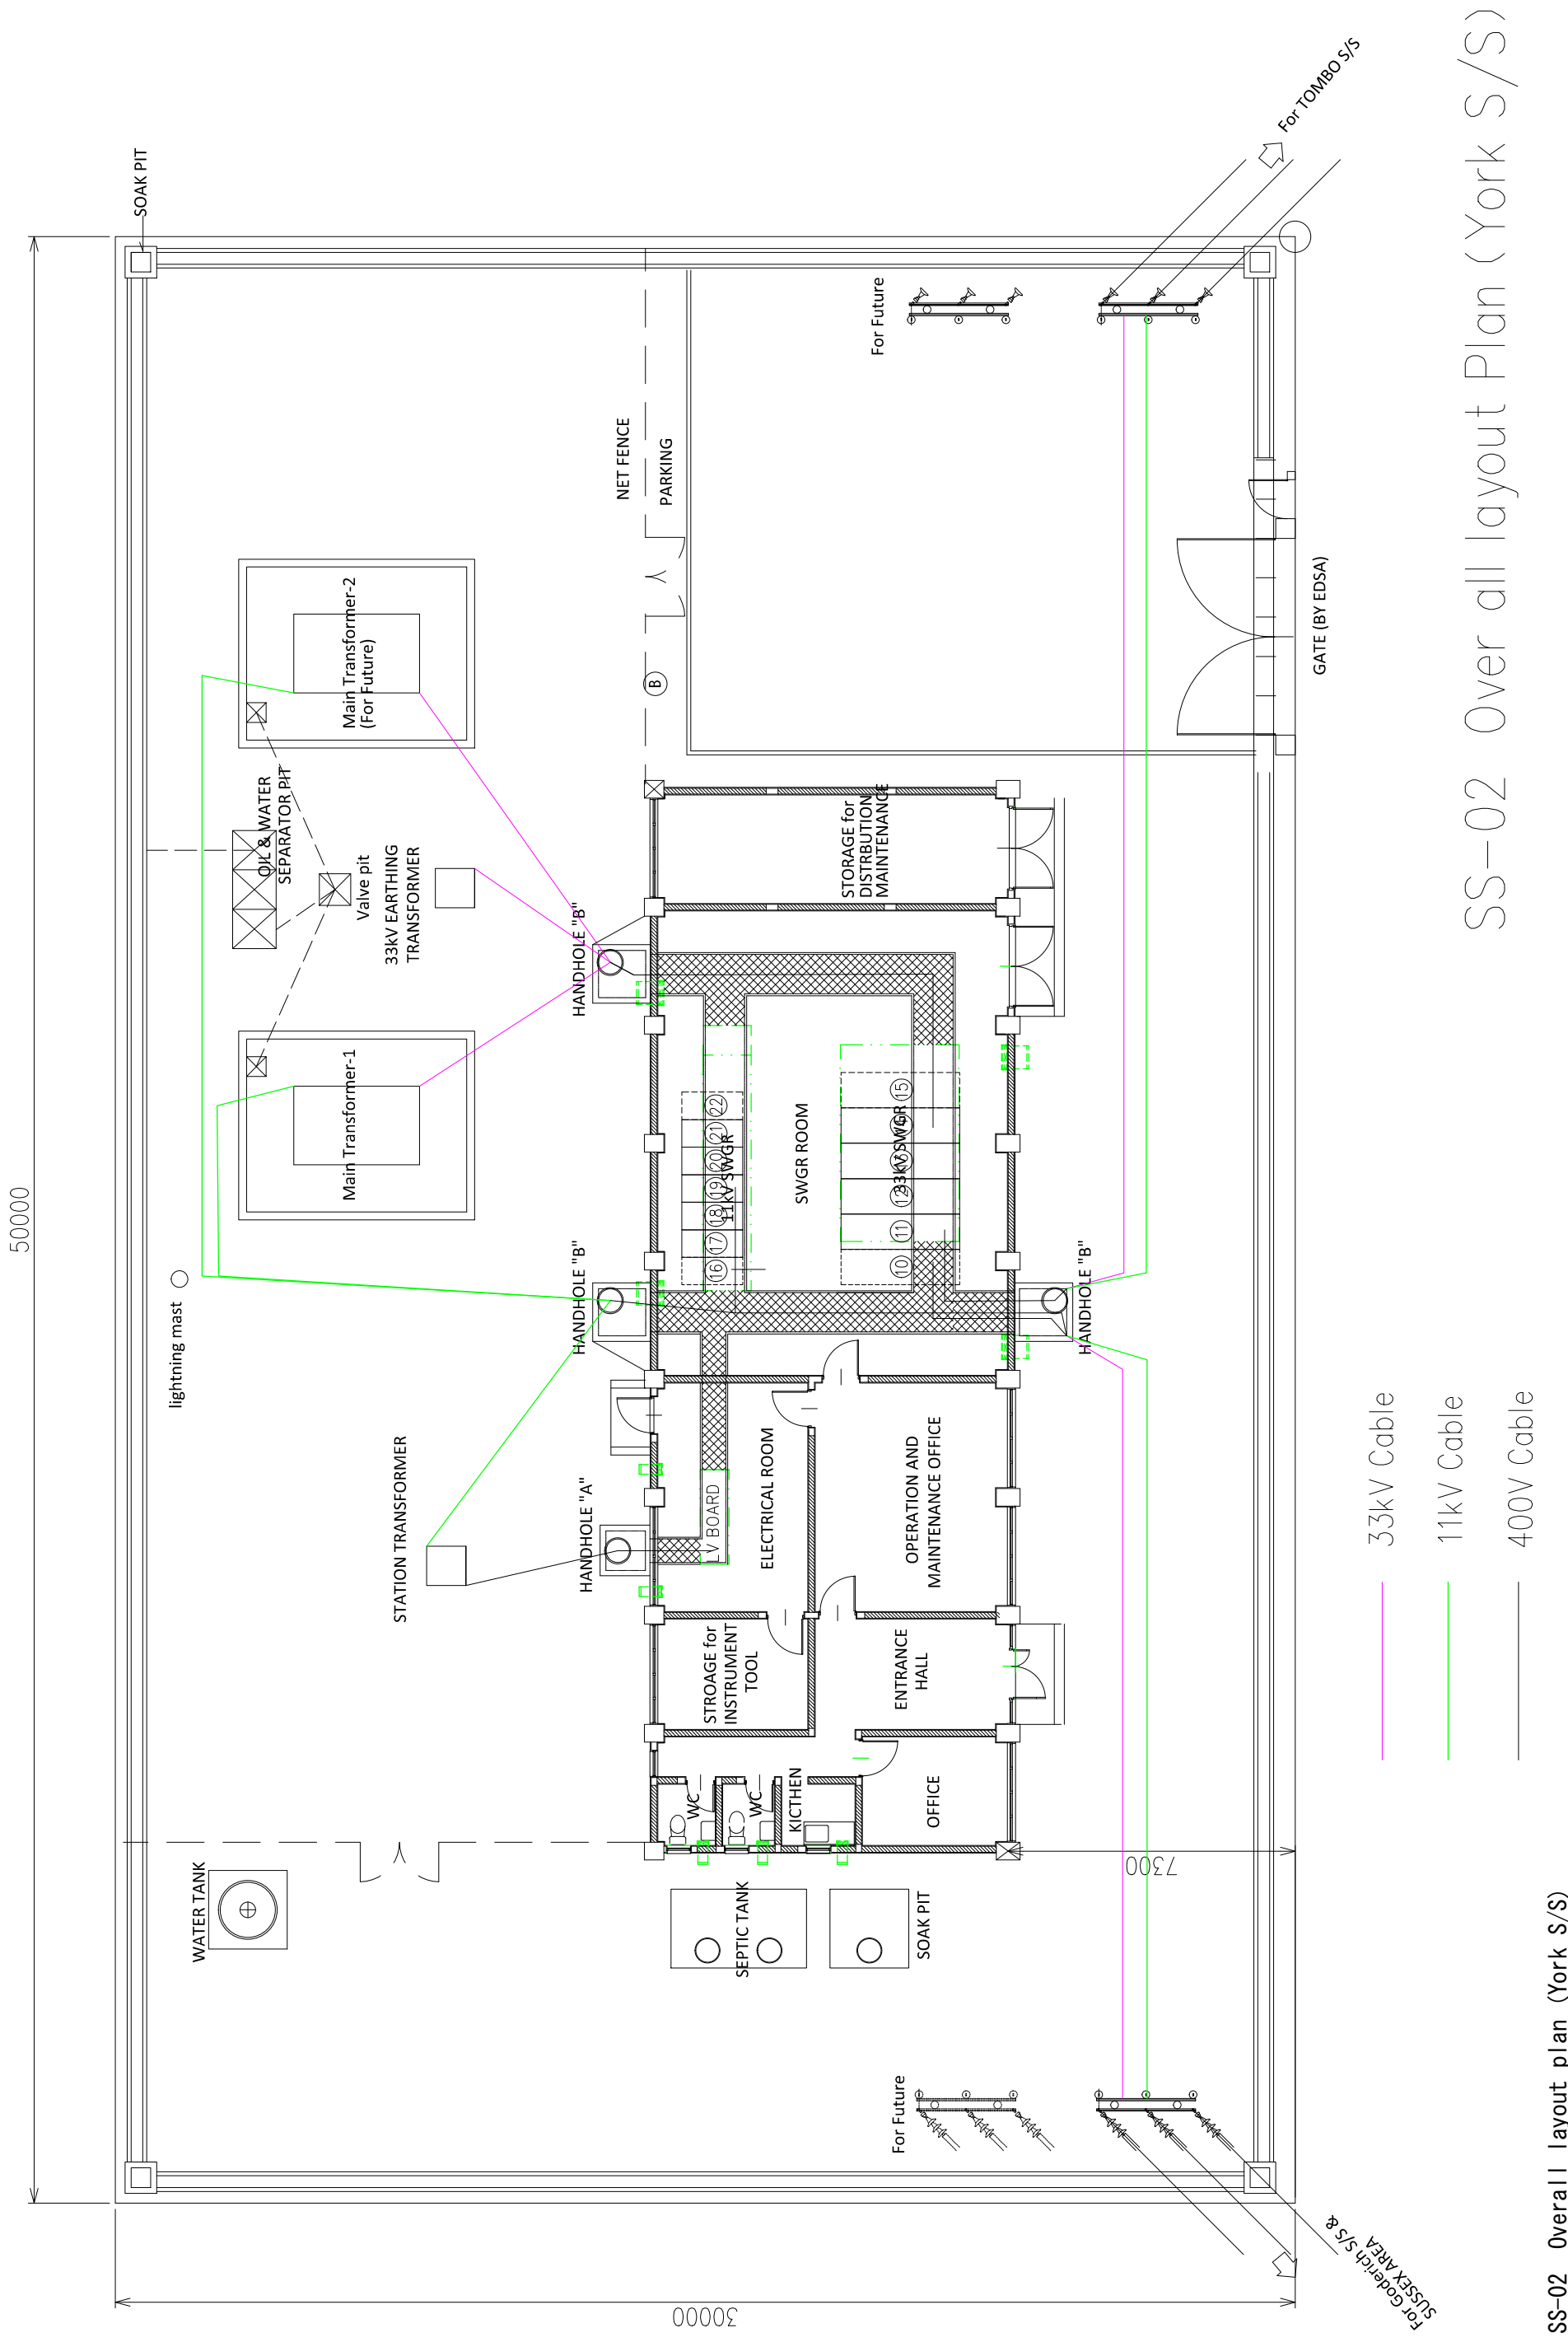 50000
SOAK PIT
For TOMBO S/S
For Future
NET FENCE
PARKING
Main Transformer-2
(For Future)
B
GATE (BY EDSA)
OIL & WATER
SEPARATOR PIT
Valve pit
33kV EARTHING
TRANSFORMER
HANDHOLE "B"
STORAGE for
DISTRBUTION
MAINTENANCE
Main Transformer-1
11kV SWGR
16
17
18
19
20
21
22
SWGR ROOM
33kV SWGR
10
11
12
15
lightning mast
HANDHOLE "B"
HANDHOLE "B"
STATION TRANSFORMER
HANDHOLE "A"
LV BOARD
ELECTRICAL ROOM
OPERATION AND
MAINTENANCE OFFICE
STROAGE for
INSTRUMENT
TOOL
ENTRANCE
HALL
WC
WC
KICTHEN
OFFICE
WATER TANK
SEPTIC TANK
SOAK PIT
7300
For Future
For Goderich S/S &
SUSSEX AREA
30000
33kV Cable
11kV Cable
400V Cable
SS-02 Over all layout Plan (York S/S)
SS-02 Overall layout plan (York S/S)